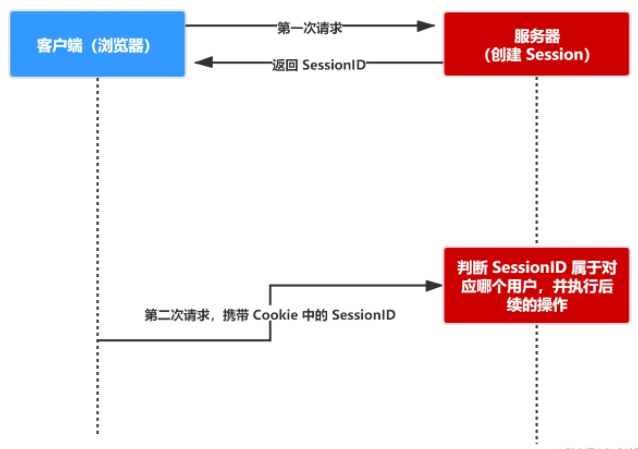 客户端（浏览器）
第一次请求
服务器
（创建 Session）
返回 SessionID
判断 SessionID 属于对
应哪个用户，并执行后
续的操作
第二次请求，携带 Cookie 中的 SessionID